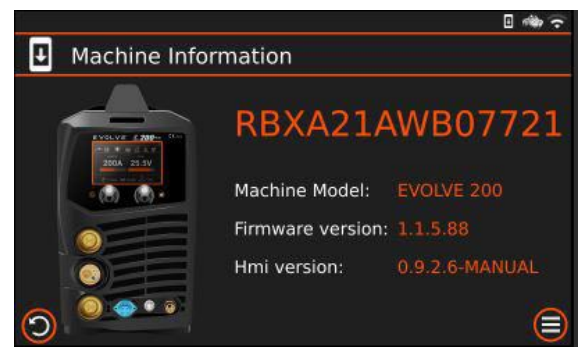 Machine Information
RBXA21AWB07721
EVOLVE 200
200A 25.5V
Machine Model: EVOLVE 200
Firmware version: 1.1.5.88
Hmi version: 0.9.2.6-MANUAL